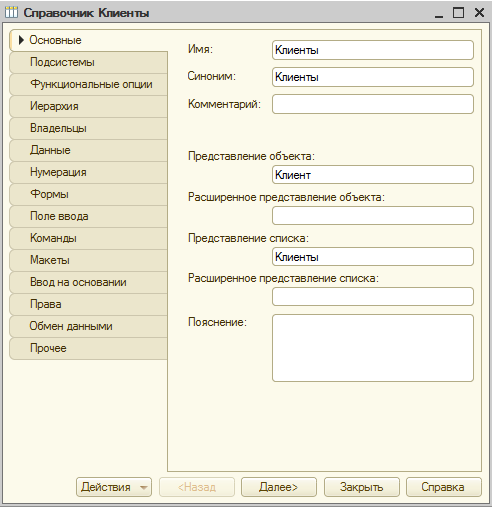 Справочник Клиенты
Основные
Подсистемы
Функциональные опции
Иерархия
Владельцы
Данные
Нумерация
Формы
Поле ввода
Команды
Макеты
Ввод на основании
Права
Обмен данными
Прочее
Имя: Клиенты
Синоним: Клиенты
Комментарий:
Представление объекта:
Клиент
Расширенное представление объекта:
Представление списка:
Клиенты
Расширенное представление списка:
Пояснение:
Действия <Назад Далее> Закрыть Справка